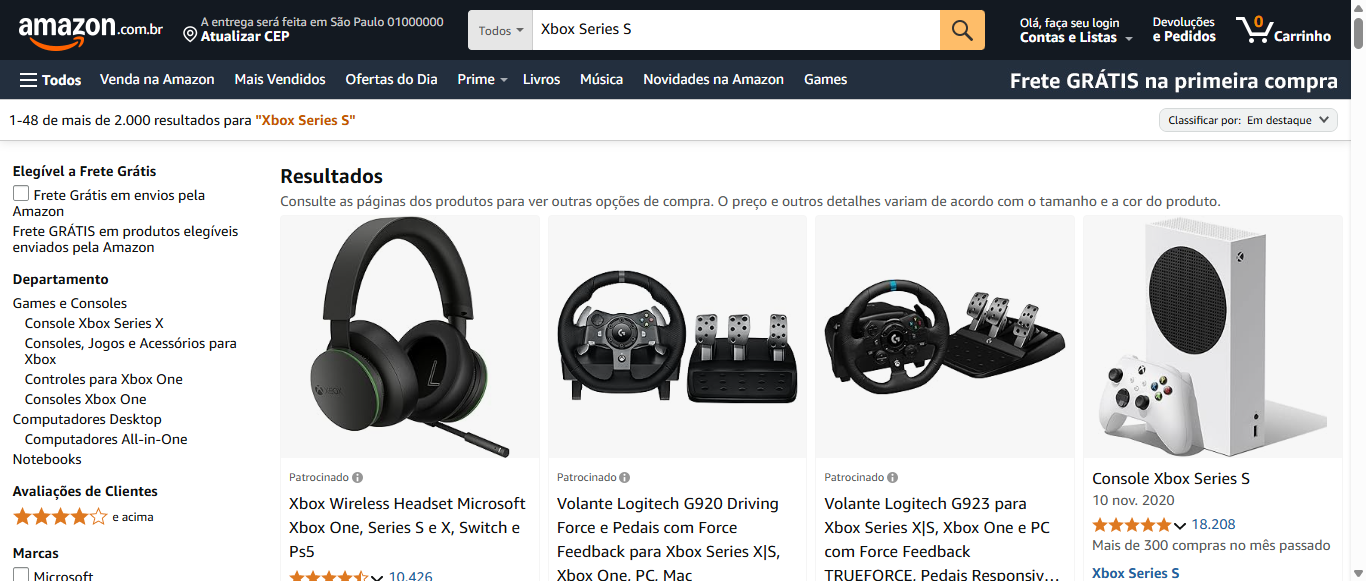 amazon.com.br
A entrega será feita em São Paulo 01000000
Atualizar CEP
Todos
Xbox Series S
Olá, faça seu login
Contas e Listas
Devoluções
e Pedidos
0
Carrinho
Todos
Venda na Amazon
Mais Vendidos
Ofertas do Dia
Prime
Livros
Música
Novidades na Amazon
Games
Frete GRÁTIS na primeira compra
1-48 de mais de 2.000 resultados para "Xbox Series S"
Classificar por: Em destaque
Elegível a Frete Grátis
Frete Grátis em envios pela
Amazon
Frete GRÁTIS em produtos elegíveis
enviados pela Amazon
Departamento
Games e Consoles
Console Xbox Series X
Consoles, Jogos e Acessórios para
Xbox
Controles para Xbox One
Consoles Xbox One
Computadores Desktop
Computadores All-in-One
Notebooks
Avaliações de Clientes
e acima
Marcas
Microsoft
Resultados
Consulte as páginas dos produtos para ver outras opções de compra. O preço e outros detalhes variam de acordo com o tamanho e a cor do produto.
Patrocinado
Xbox Wireless Headset Microsoft
Xbox One, Series S e X, Switch e
Ps5
10.426
Patrocinado
Volante Logitech G920 Driving
Force e Pedais com Force
Feedback para Xbox Series X|S,
Xbox One, PC, Mac
Patrocinado
Volante Logitech G923 para
Xbox Series X|S, Xbox One e PC
com Force Feedback
TRUEFORCE, Pedais Responsiv…
Console Xbox Series S
10 nov. 2020
18.208
Mais de 300 compras no mês passado
Xbox Series S